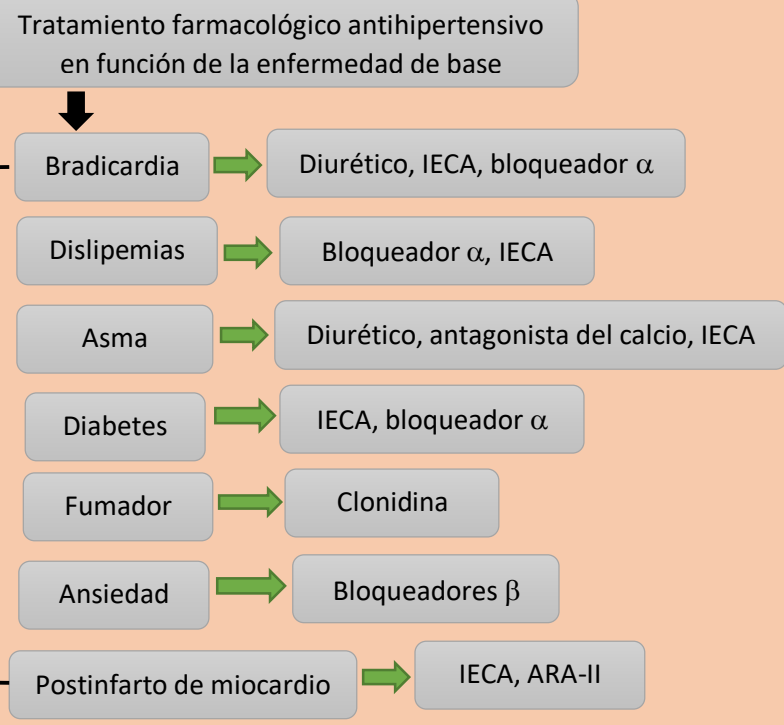 Tratamiento farmacológico antihipertensivo
en función de la enfermedad de base
Bradicardia
Diurético, IECA, bloqueador α
Dislipemias
Bloqueador α, IECA
Asma
Diurético, antagonista del calcio, IECA
Diabetes
IECA, bloqueador α
Fumador
Clonidina
Ansiedad
Bloqueadores β
Postinfarto de miocardio
IECA, ARA-II